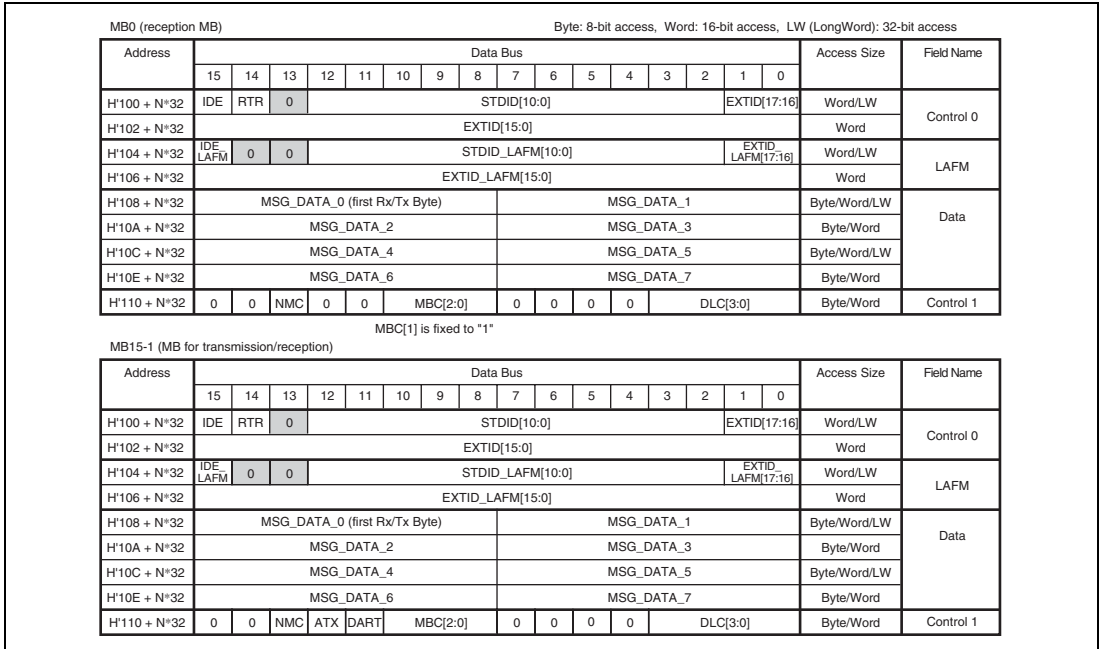 MB0 (reception MB) Byte: 8-bit access, Word: 16-bit access, LW (LongWord): 32-bit access
Address Data Bus Access Size Field Name
15 14 13 12 11 10 9 8 7 6 5 4 3 2 1 0
H'100 + N*32 IDE RTR 0 STDID[10:0] EXTID[17:16] Word/LW Control 0
H'102 + N*32 EXTID[15:0] Word
H'104 + N*32 IDE_LAFM 0 0 STDID_LAFM[10:0] EXTID_LAFM[17:16] Word/LW LAFM
H'106 + N*32 EXTID_LAFM[15:0] Word
H'108 + N*32 MSG_DATA_0 (first Rx/Tx Byte) MSG_DATA_1 Byte/Word/LW Data
H'10A + N*32 MSG_DATA_2 MSG_DATA_3 Byte/Word
H'10C + N*32 MSG_DATA_4 MSG_DATA_5 Byte/Word/LW
H'10E + N*32 MSG_DATA_6 MSG_DATA_7 Byte/Word
H'110 + N*32 0 0 NMC 0 0 MBC[2:0] 0 0 0 0 DLC[3:0] Byte/Word Control 1
MBC[1] is fixed to "1"
MB15-1 (MB for transmission/reception)
Address Data Bus Access Size Field Name
15 14 13 12 11 10 9 8 7 6 5 4 3 2 1 0
H'100 + N*32 IDE RTR 0 STDID[10:0] EXTID[17:16] Word/LW Control 0
H'102 + N*32 EXTID[15:0] Word
H'104 + N*32 IDE_LAFM 0 0 STDID_LAFM[10:0] EXTID_LAFM[17:16] Word/LW LAFM
H'106 + N*32 EXTID_LAFM[15:0] Word
H'108 + N*32 MSG_DATA_0 (first Rx/Tx Byte) MSG_DATA_1 Byte/Word/LW Data
H'10A + N*32 MSG_DATA_2 MSG_DATA_3 Byte/Word
H'10C + N*32 MSG_DATA_4 MSG_DATA_5 Byte/Word/LW
H'10E + N*32 MSG_DATA_6 MSG_DATA_7 Byte/Word
H'110 + N*32 0 0 NMC ATX DART MBC[2:0] 0 0 0 0 DLC[3:0] Byte/Word Control 1